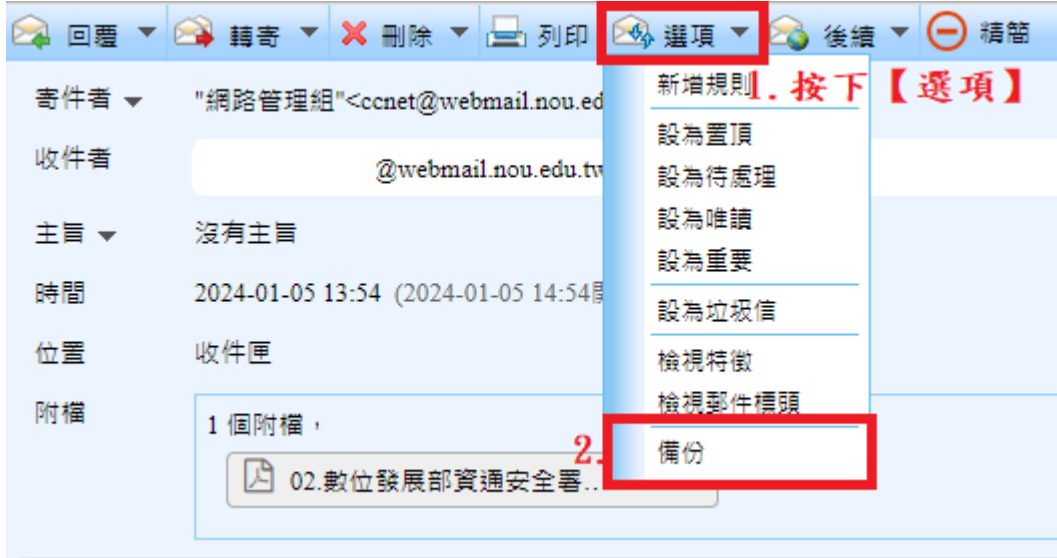 回覆 轉寄 刪除 列印 選項 後續 精簡
寄件者 "網路管理組"<ccnet@webmail.nou.ed
收件者 @webmail.nou.edu.tw
主旨 沒有主旨
時間 2024-01-05 13:54 (2024-01-05 14:54
位置 收件匣
附檔 1 個附檔，
02.數位發展部資通安全署...
新增規則
1.按下【選項】
設為置頂
設為待處理
設為唯讀
設為重要
設為垃圾信
檢視特徵
檢視郵件標頭
2.
備份